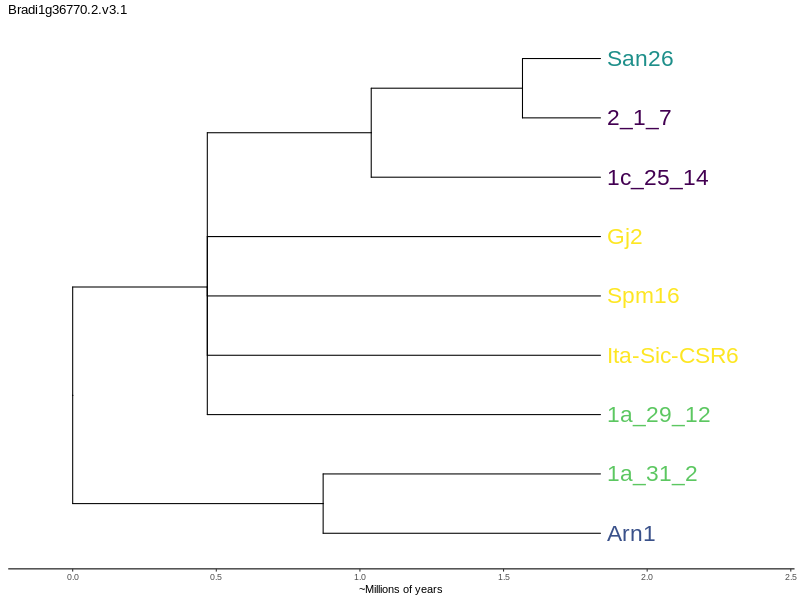 Bradi1g36770.2.v3.1
San26
2_1_7
1c_25_14
Gj2
Spm16
Ita-Sic-CSR6
1a_29_12
1a_31_2
Arn1
0.0 0.5 1.0 1.5 2.0 2.5
~Millions of years